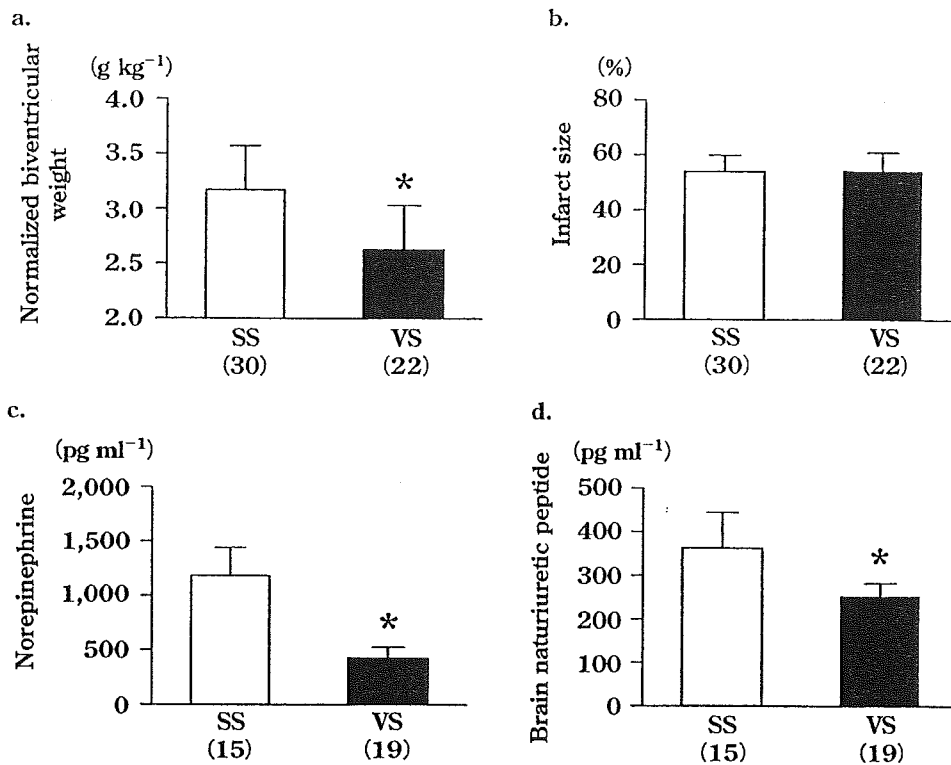 a.
(g kg⁻¹)
Normalized biventricular
weight
4.0
3.5
3.0
2.5
2.0
*
SS
(30)
VS
(22)
b.
(%)
Infarct size
80
60
40
20
0
SS
(30)
VS
(22)
c.
(pg ml⁻¹)
Norepinephrine
2,000
1,500
1,000
500
0
*
SS
(15)
VS
(19)
d.
(pg ml⁻¹)
Brain naturiuretic peptide
500
400
300
200
100
0
*
SS
(15)
VS
(19)